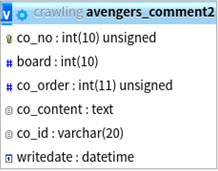 v crawling avengers_comment2
co_no : int(10) unsigned
# board : int(10)
# co_order : int(11) unsigned
co_content : text
co_id : varchar(20)
writedate : datetime